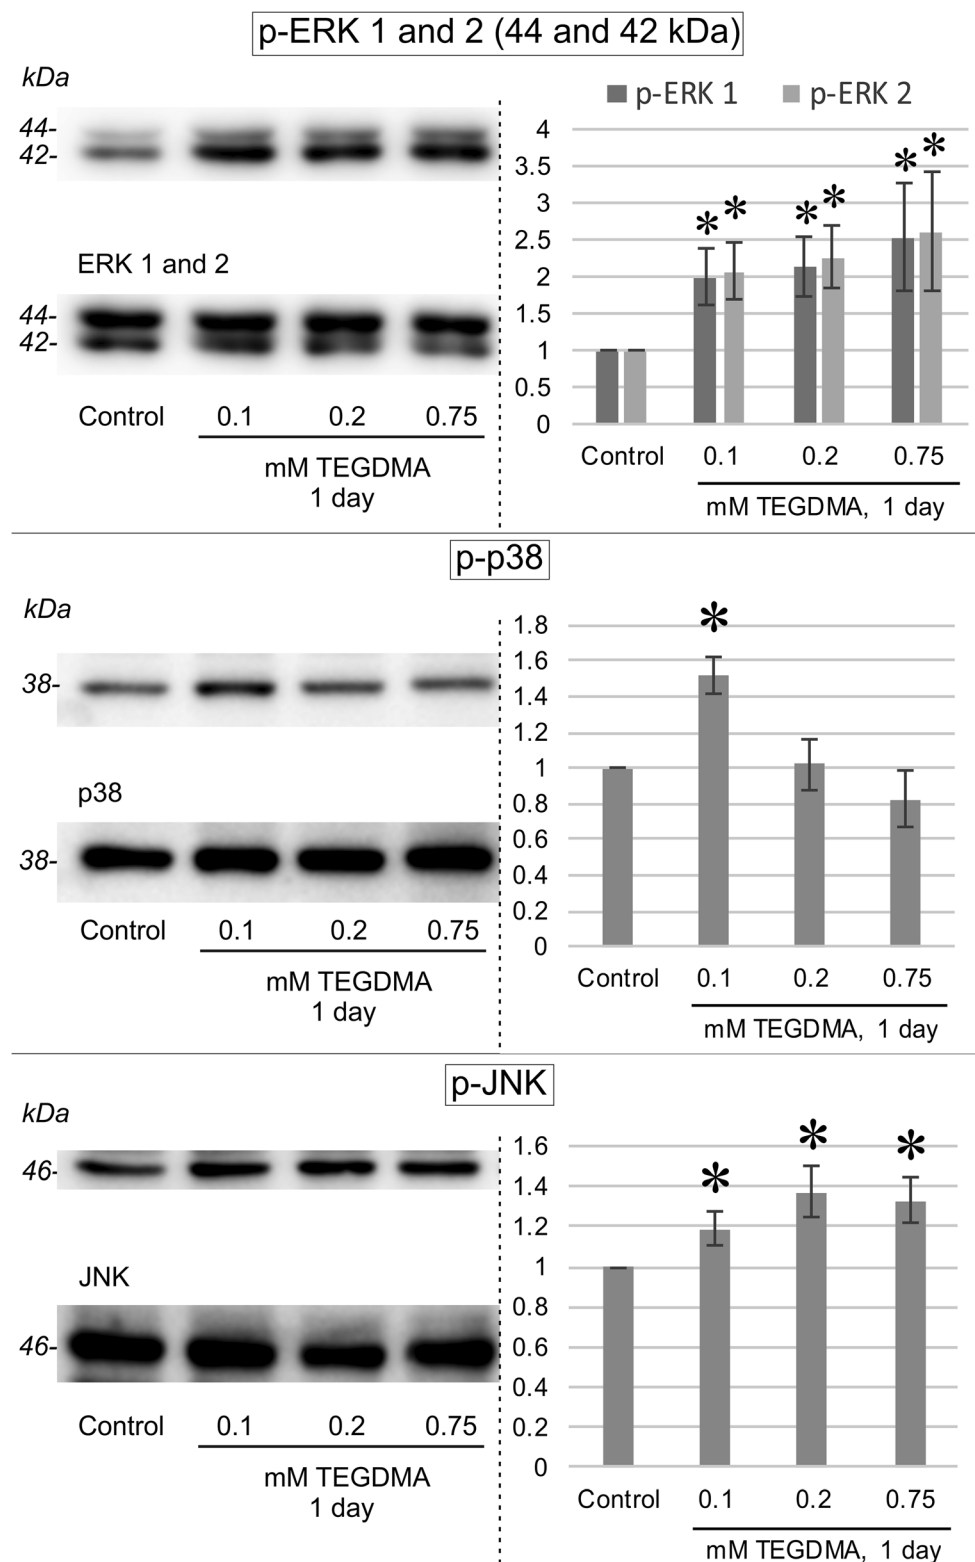 p-ERK 1 and 2 (44 and 42 kDa)
kDa
44-
42-
ERK 1 and 2
44-
42-
Control 0.1 0.2 0.75
mM TEGDMA
1 day
p-ERK 1 p-ERK 2
4
3.5
3
2.5
2
1.5
1
0.5
0
* * * * * *
Control 0.1 0.2 0.75
mM TEGDMA, 1 day
p-p38
kDa
38-
p38
38-
Control 0.1 0.2 0.75
mM TEGDMA
1 day
1.8
1.6
1.4
1.2
1
0.8
0.6
0.4
0.2
0
*
Control 0.1 0.2 0.75
mM TEGDMA, 1 day
p-JNK
kDa
46-
JNK
46-
Control 0.1 0.2 0.75
mM TEGDMA
1 day
1.6
1.4
1.2
1
0.8
0.6
0.4
0.2
0
* * *
Control 0.1 0.2 0.75
mM TEGDMA, 1 day